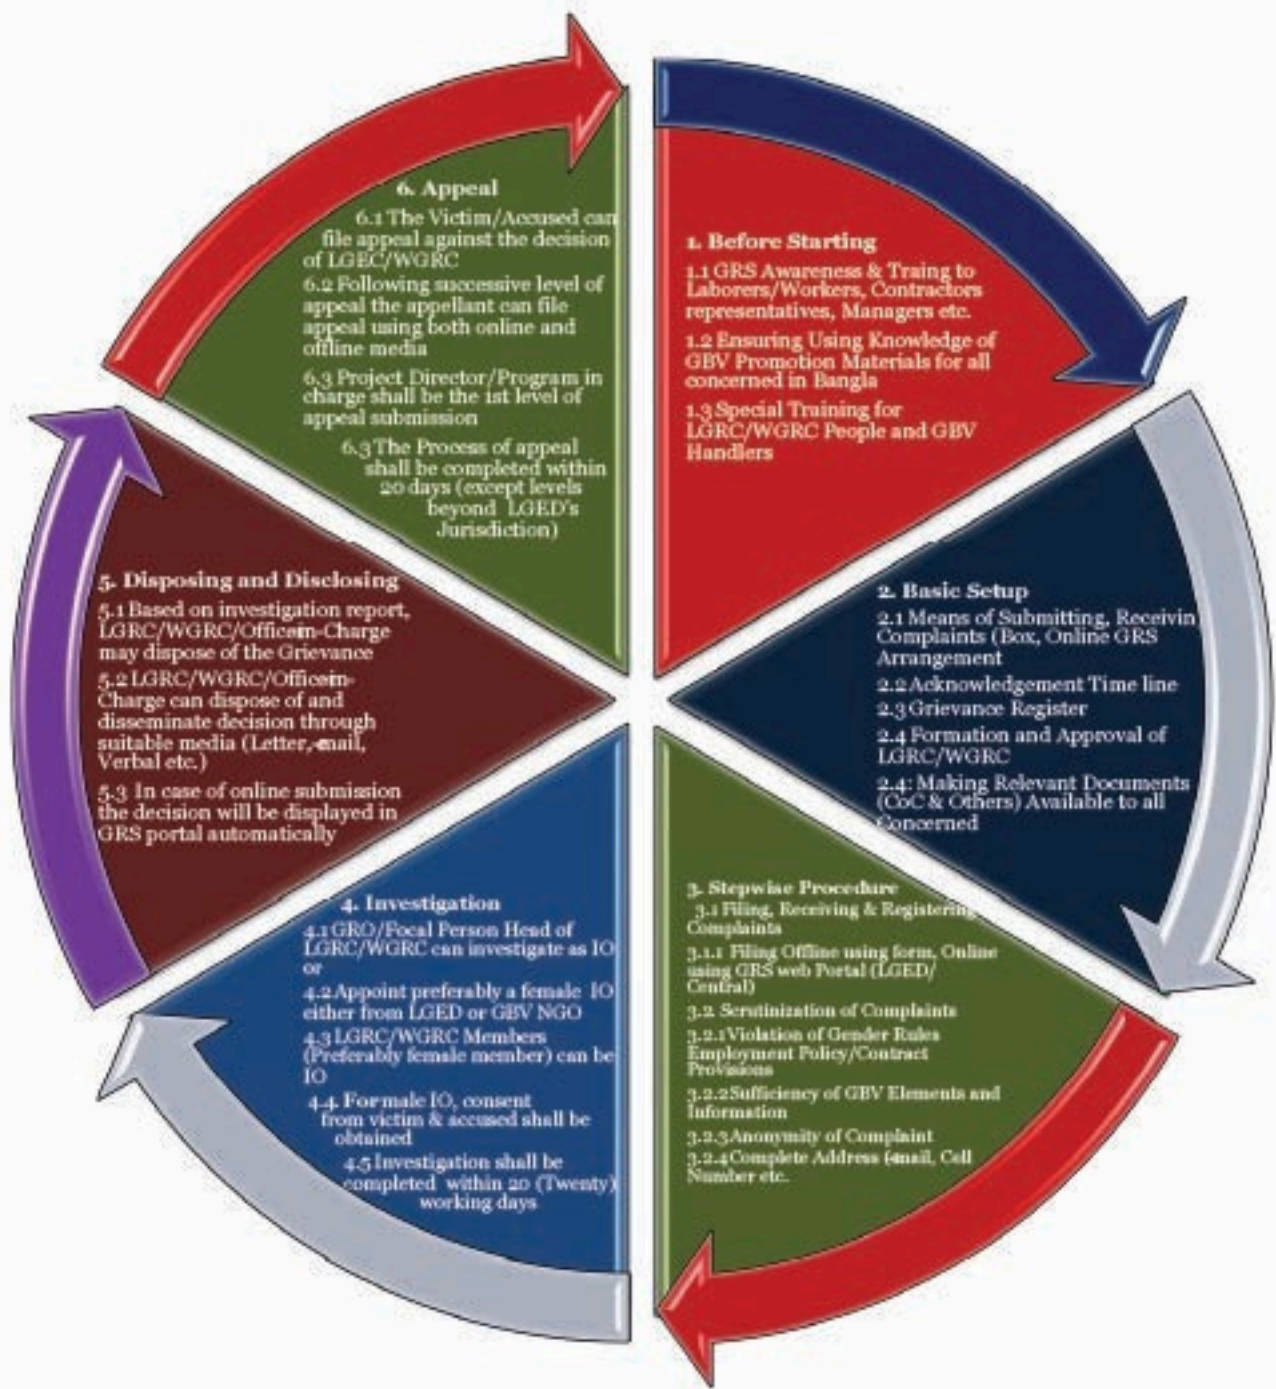 1. Before Starting
1.1 GRS Awareness & Traing to
Laborers/Workers, Contractors
representatives, Managers etc.
1.2 Ensuring Using Knowledge of
GBV Promotion Materials for all
concerned in Bangla
1.3 Special Training for
LGRC/WGRC People and GBV
Handlers
2. Basic Setup
2.1 Means of Submitting, Receivin
Complaints (Box, Online GRS
Arrangement
2.2 Acknowledgement Time line
2.3 Grievance Register
2.4 Formation and Approval of
LGRC/WGRC
2.4: Making Relevant Documents
(CoC & Others) Available to all
Concerned
3. Stepwise Procedure
3.1 Filing, Receiving & Registering
Complaints
3.1.1 Filing Offline using form, Online
using GRS web Portal (LGED/
Central)
3.2 Scrutinization of Complaints
3.2.1 Violation of Gender Rules
Employment Policy/Contract
Provisions
3.2.2 Sufficiency of GBV Elements and
Information
3.2.3 Anonymity of Complaint
3.2.4 Complete Address (email, Cell
Number etc.
4. Investigation
4.1 GRO/Focal Person Head of
LGRC/WGRC can investigate as IO
or
4.2 Appoint preferably a female IO
either from LGED or GBV NGO
4.3 LGRC/WGRC Members
(Preferably female member) can be
IO
4.4. For male IO, consent
from victim & accused shall be
obtained
4.5 Investigation shall be
completed within 20 (Twenty)
working days
5. Disposing and Disclosing
5.1 Based on investigation report,
LGRC/WGRC/Office-in-Charge
may dispose of the Grievance
5.2 LGRC/WGRC/Office-in-
Charge can dispose of and
disseminate decision through
suitable media (Letter, e-mail,
Verbal etc.)
5.3 In case of online submission
the decision will be displayed in
GRS portal automatically
6. Appeal
6.1 The Victim/Accused can
file appeal against the decision
of LGEC/WGRC
6.2 Following successive level of
appeal the appellant can file
appeal using both online and
offline media
6.3 Project Director/Program in
charge shall be the 1st level of
appeal submission
6.3 The Process of appeal
shall be completed within
20 days (except levels
beyond LGED's
Jurisdiction)